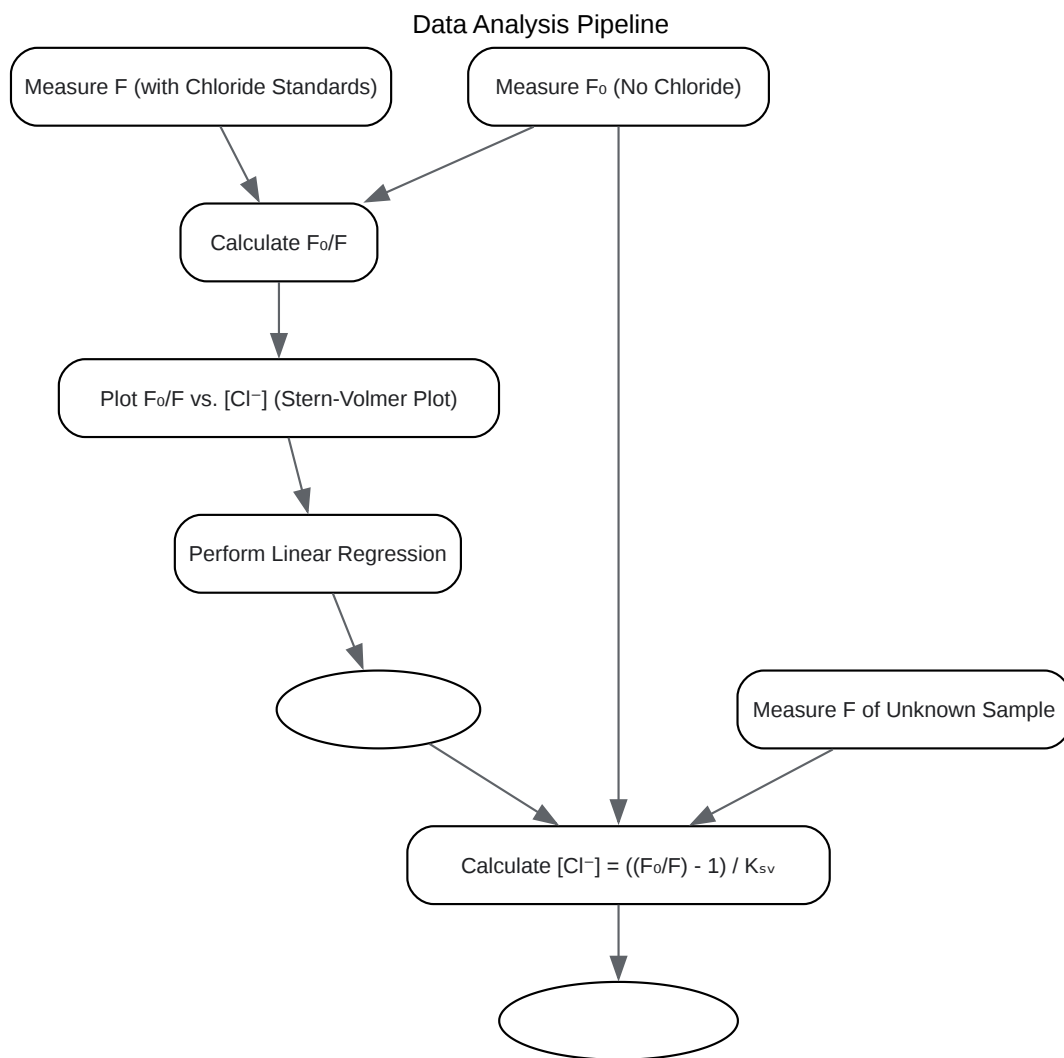 Data Analysis Pipeline
Measure F (with Chloride Standards)
Measure F₀ (No Chloride)
Calculate F₀/F
Plot F₀/F vs. [Cl⁻] (Stern-Volmer Plot)
Perform Linear Regression
Measure F of Unknown Sample
Calculate [Cl⁻] = ((F₀/F) - 1) / Kₛᵥ